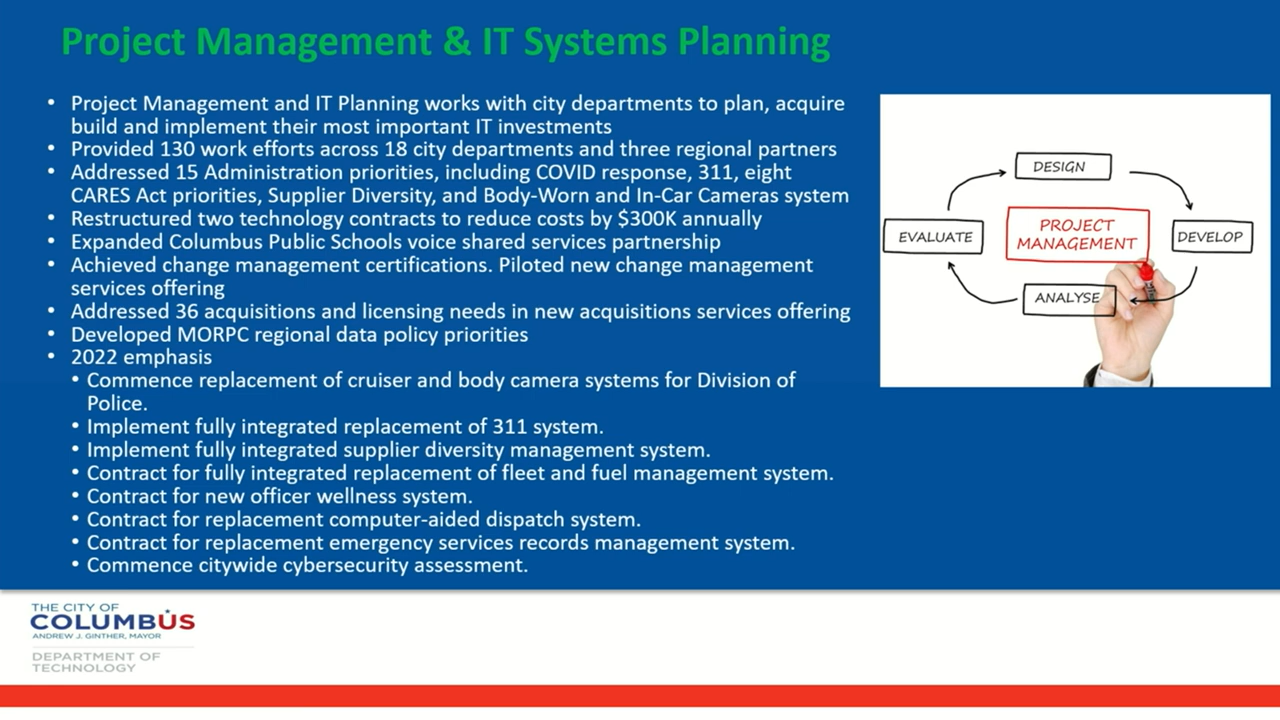 Project Management & IT Systems Planning
• Project Management and IT Planning works with city departments to plan, acquire
build and implement their most important IT investments
• Provided 130 work efforts across 18 city departments and three regional partners
• Addressed 15 Administration priorities, including COVID response, 311, eight
CARES Act priorities, Supplier Diversity, and Body-Worn and In-Car Cameras system
• Restructured two technology contracts to reduce costs by $300K annually
• Expanded Columbus Public Schools voice shared services partnership
• Achieved change management certifications. Piloted new change management
services offering
• Addressed 36 acquisitions and licensing needs in new acquisitions services offering
• Developed MORPC regional data policy priorities
• 2022 emphasis
• Commence replacement of cruiser and body camera systems for Division of
Police.
• Implement fully integrated replacement of 311 system.
• Implement fully integrated supplier diversity management system.
• Contract for fully integrated replacement of fleet and fuel management system.
• Contract for new officer wellness system.
• Contract for replacement computer-aided dispatch system.
• Contract for replacement emergency services records management system.
• Commence citywide cybersecurity assessment.
DESIGN
EVALUATE
PROJECT
MANAGEMENT
DEVELOP
ANALYSE
THE CITY OF
COLUMBUS
ANDREW J. GINTHER, MAYOR
DEPARTMENT OF
TECHNOLOGY